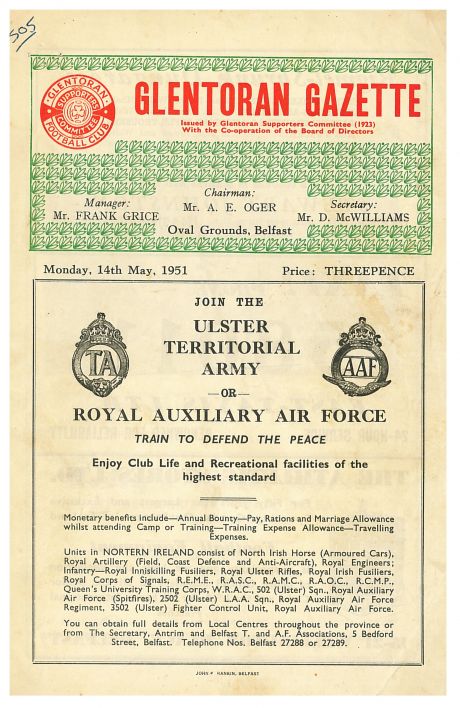 505
GLENTORAN
SUPPORTERS
COMMITTEE
FOOTBALL CLUB
GLENTORAN GAZETTE
Issued by Glentoran Supporters Committee (1923)
With the Co-operation of the Board of Directors
Chairman:
Manager:
Secretary:
Mr. A. E. OGER
Mr. FRANK GRICE
Mr. D. McWILLIAMS
Oval Grounds, Belfast
Monday, 14th May, 1951
Price: THREEPENCE
JOIN THE
ULSTER
TERRITORIAL
ARMY
TA
AAF
—OR—
ROYAL AUXILIARY AIR FORCE
TRAIN TO DEFEND THE PEACE
Enjoy Club Life and Recreational facilities of the
highest standard
Monetary benefits include—Annual Bounty—Pay, Rations and Marriage Allowance
whilst attending Camp or Training—Training Expense Allowance—Travelling
Expenses.
Units in NORTERN IRELAND consist of North Irish Horse (Armoured Cars),
Royal Artillery (Field, Coast Defence and Anti-Aircraft), Royal Engineers;
Infantry—Royal Inniskilling Fusiliers, Royal Ulster Rifles, Royal Irish Fusiliers,
Royal Corps of Signals, R.E.M.E., R.A.S.C., R.A.M.C., R.A.O.C., R.C.M.P.,
Queen's University Training Corps, W.R.A.C., 502 (Ulster) Sqn., Royal Auxiliary
Air Force (Spitfires), 2502 (Ulster) L.A.A. Sqn., Royal Auxiliary Air Force
Regiment, 3502 (Ulster) Fighter Control Unit, Royal Auxiliary Air Force.
You can obtain full details from Local Centres throughout the province or
from The Secretary, Antrim and Belfast T. and A.F. Associations, 5 Bedford
Street, Belfast. Telephone Nos. Belfast 27288 or 27289.
JOHN RANKIN, BELFAST